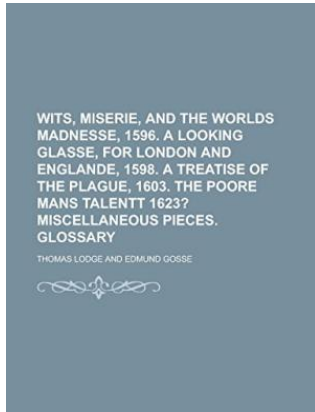 WITS, MISERIE, AND THE WORLDS
MADNESSE, 1596. A LOOKING
GLASSE, FOR LONDON AND
ENGLANDE, 1598. A TREATISE OF
THE PLAGUE, 1603. THE POORE
MANS TALENTT 1623?
MISCELLANEOUS PIECES.
GLOSSARY
THOMAS LODGE AND EDMUND GOSSE